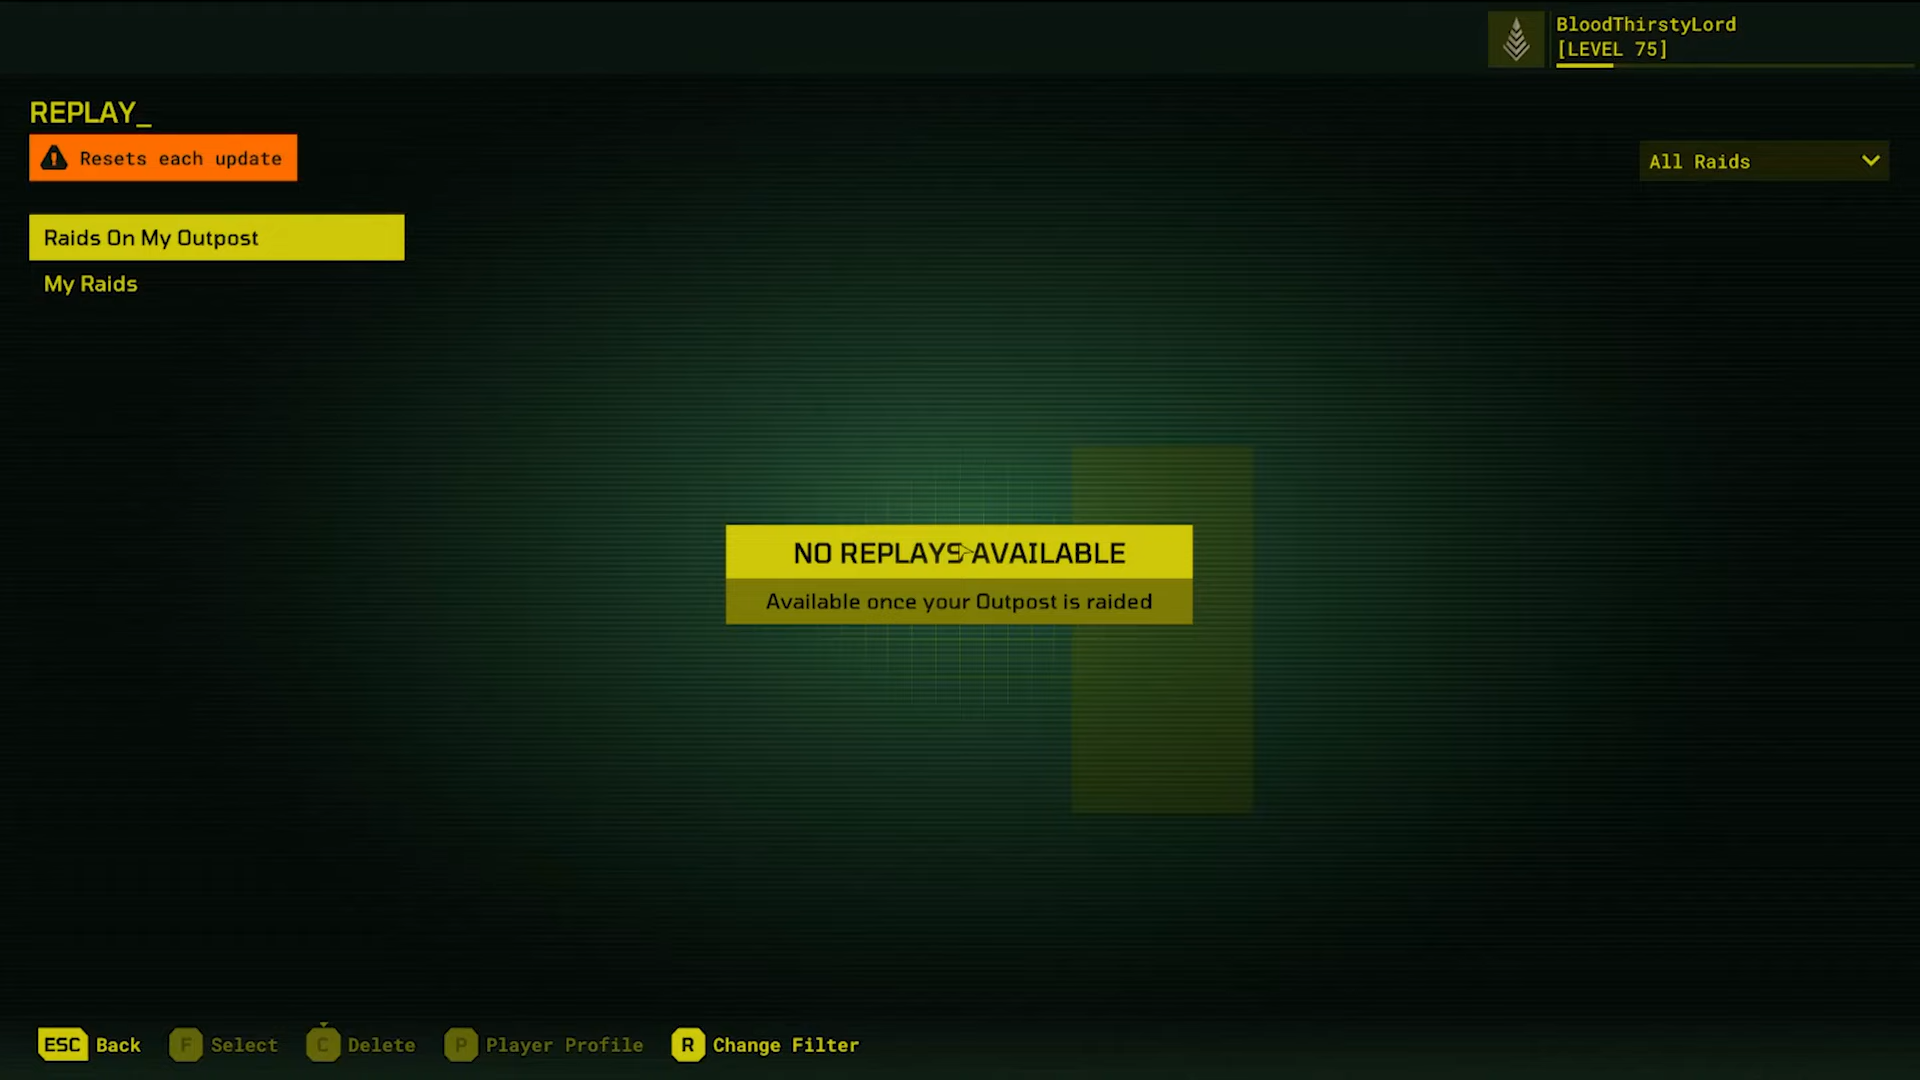 BloodThirstyLord
[LEVEL 75]
REPLAY_
Resets each update
All Raids
Raids On My Outpost
My Raids
NO REPLAYS AVAILABLE
Available once your Outpost is raided
ESC Back F Select C Delete P Player Profile R Change Filter